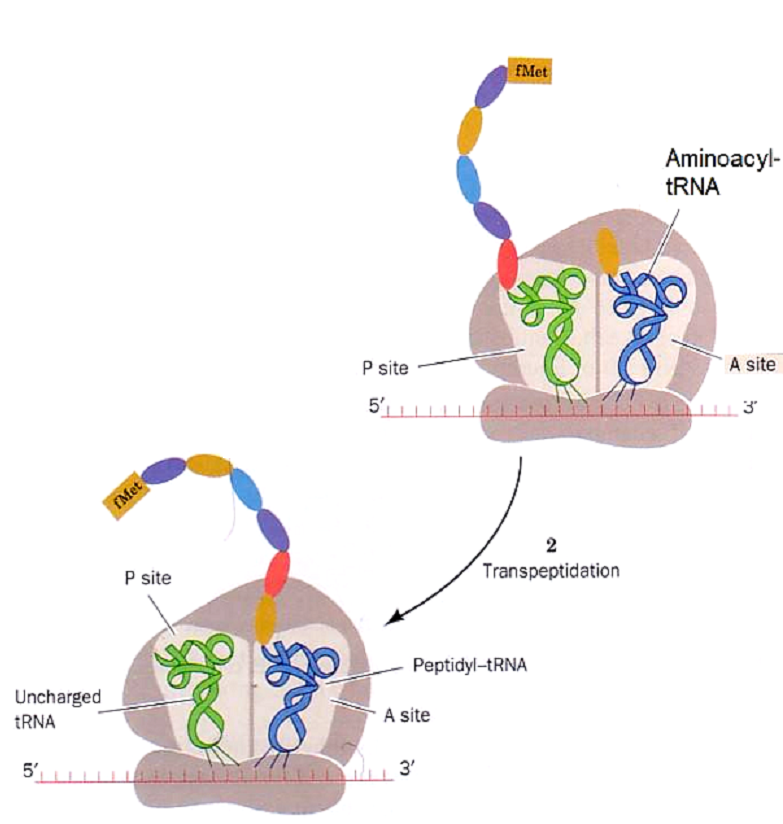 fMet
Aminoacyl-
tRNA
P site
A site
5′
3′
fMet
2
Transpeptidation
P site
Peptidyl–tRNA
Uncharged
tRNA
A site
5′
3′